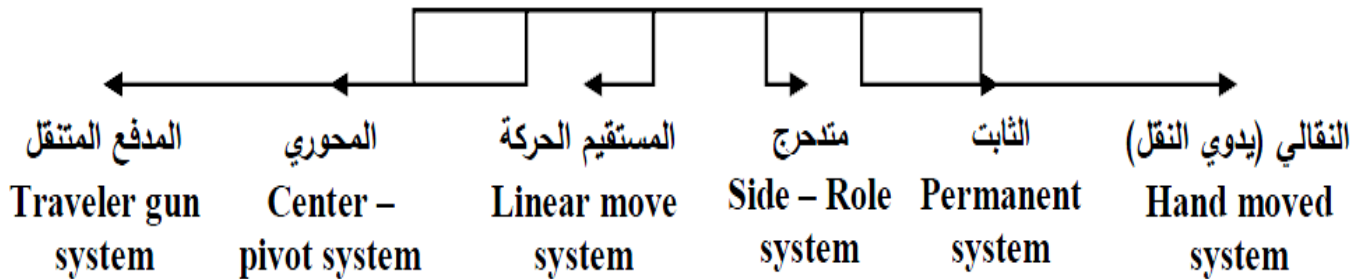 المدفع المتنقل
Traveler gun
system
المحوري
Center –
pivot system
المستقيم الحركة
Linear move
system
متدحرج
Side – Role
system
الثابت
Permanent
system
النقالي (يدوي النقل)
Hand moved
system